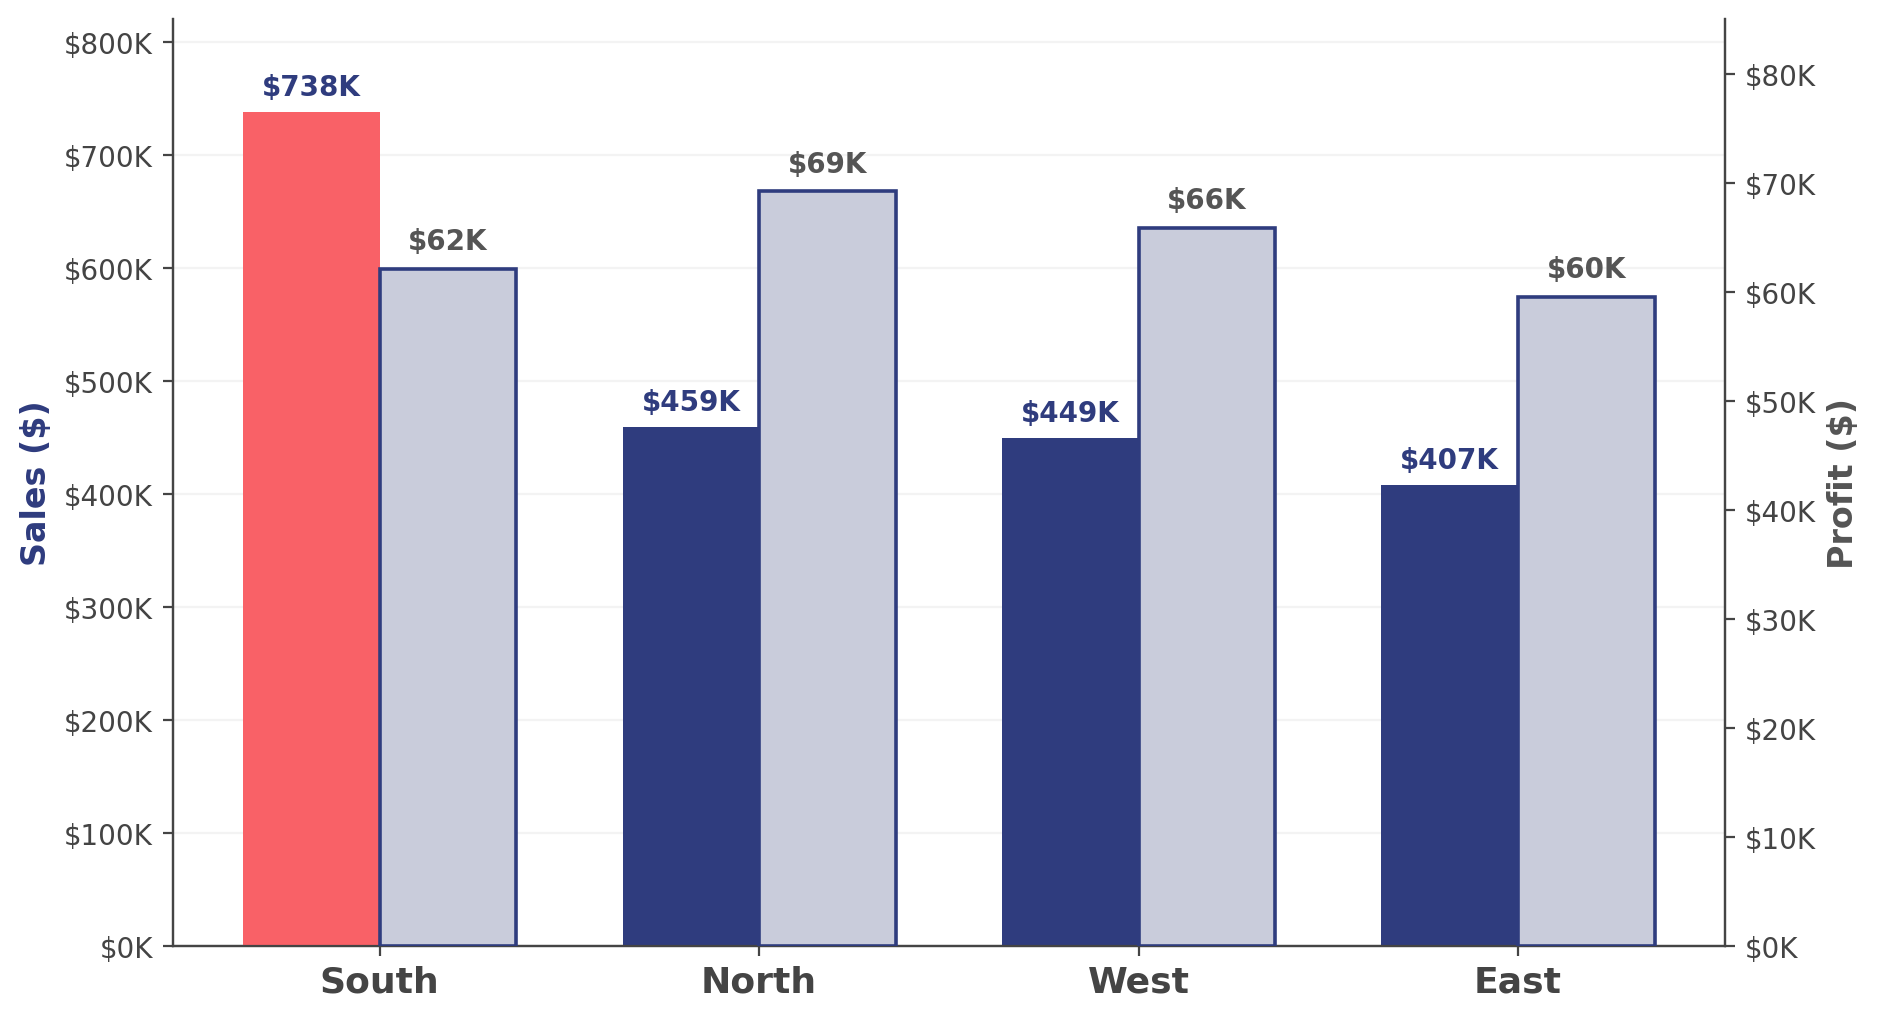 $800K
$700K
$600K
$500K
$400K
$300K
$200K
$100K
$0K
Sales ($)
$738K
$62K
$459K
$69K
$449K
$66K
$407K
$60K
$80K
$70K
$60K
$50K
$40K
$30K
$20K
$10K
$0K
Profit ($)
South
North
West
East